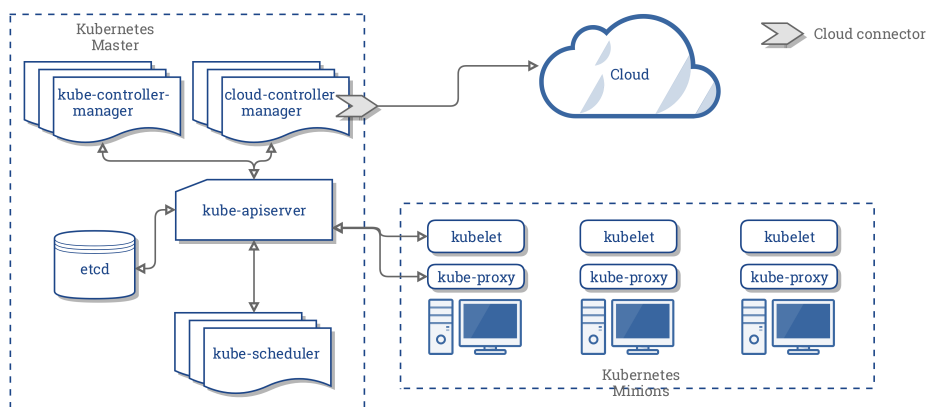 Kubernetes
Master
kube-controller-
manager
cloud-controller
manager
Cloud
Cloud connector
kube-apiserver
etcd
kube-scheduler
kubelet
kubelet
kubelet
kube-proxy
kube-proxy
kube-proxy
Kubernetes
Minions